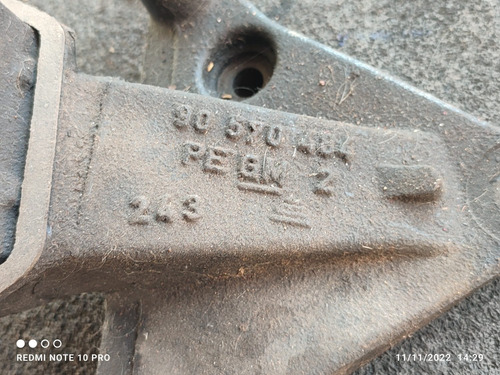 90 570 484
PE GM 2
243
REDMI NOTE 10 PRO
11/11/2022 14:29